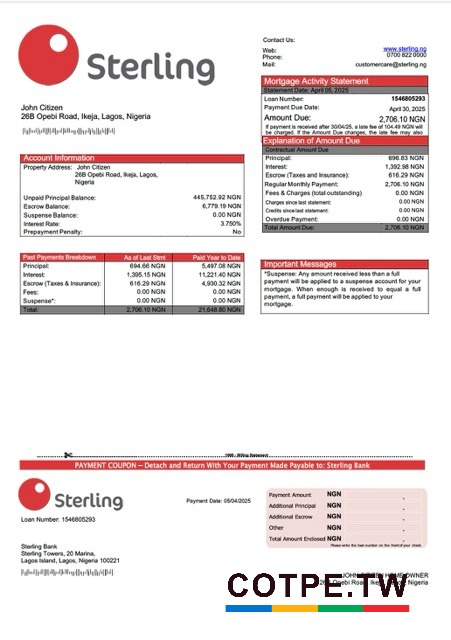 Sterling
Contact Us:
Web: www.sterling.ng
Phone: 0700 822 0000
Mail: customercare@sterling.ng
John Citizen
26B Opebi Road, Ikeja, Lagos, Nigeria
Mortgage Activity Statement
Statement Date: April 05, 2025
Loan Number: 1546805293
Payment Due Date: April 30, 2025
Amount Due: 2,706.10 NGN
If payment is received after 30/04/25, a late fee of 104.49 NGN will
be charged. If the Amount Due changes, the late fee may also
Explanation of Amount Due
Contractual Amount Due
Principal: 696.83 NGN
Interest: 1,392.98 NGN
Escrow (Taxes and Insurance): 616.29 NGN
Regular Monthly Payment: 2,706.10 NGN
Fees & Charges (total outstanding) 0.00 NGN
Charges since last statement: 0.00 NGN
Credits since last statement: 0.00 NGN
Overdue Payment: 0.00 NGN
Total Amount Due: 2,706.10 NGN
Account Information
Property Address: John Citizen
26B Opebi Road, Ikeja, Lagos,
Nigeria
Unpaid Principal Balance: 445,752.92 NGN
Escrow Balance: 6,779.19 NGN
Suspense Balance: 0.00 NGN
Interest Rate: 3.750%
Prepayment Penalty: No
Past Payments Breakdown As of Last Stmt Paid Year to Date
Principal: 694.66 NGN 5,497.08 NGN
Interest: 1,395.15 NGN 11,221.40 NGN
Escrow (Taxes & Insurance): 616.29 NGN 4,930.32 NGN
Fees: 0.00 NGN 0.00 NGN
Suspense*: 0.00 NGN 0.00 NGN
Total: 2,706.10 NGN 21,648.80 NGN
Important Messages
*Suspense: Any amount received less than a full
payment will be applied to a suspense account for your
mortgage. When enough is received to equal a full
payment, a full payment will be applied to your
mortgage.
Billing Statement
PAYMENT COUPON – Detach and Return With Your Payment Made Payable to: Sterling Bank
Sterling
Loan Number: 1546805293
Payment Date: 05/04/2025
Payment Amount NGN
Additional Principal NGN
Additional Escrow NGN
Other NGN
Total Amount Enclosed NGN
Please write the loan number on the front of your check.
Sterling Bank
Sterling Towers, 20 Marina,
Lagos Island, Lagos, Nigeria 100221
JOHN CITIZEN HOMEOWNER
Opebi Road, Ikeja, Lagos, Nigeria
COTPE.TW